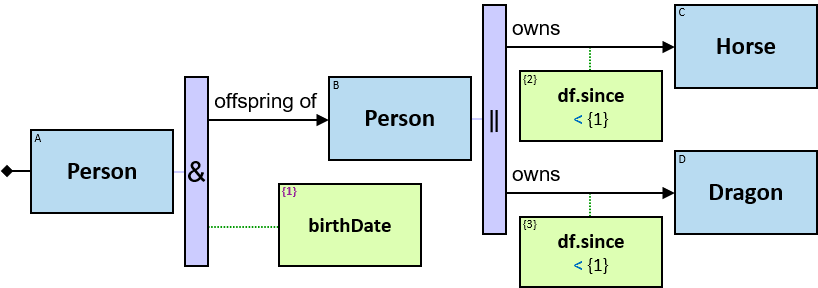 A
Person
&
offspring of
{1}
birthDate
B
Person
||
owns
{2}
df.since
< {1}
C
Horse
owns
{3}
df.since
< {1}
D
Dragon